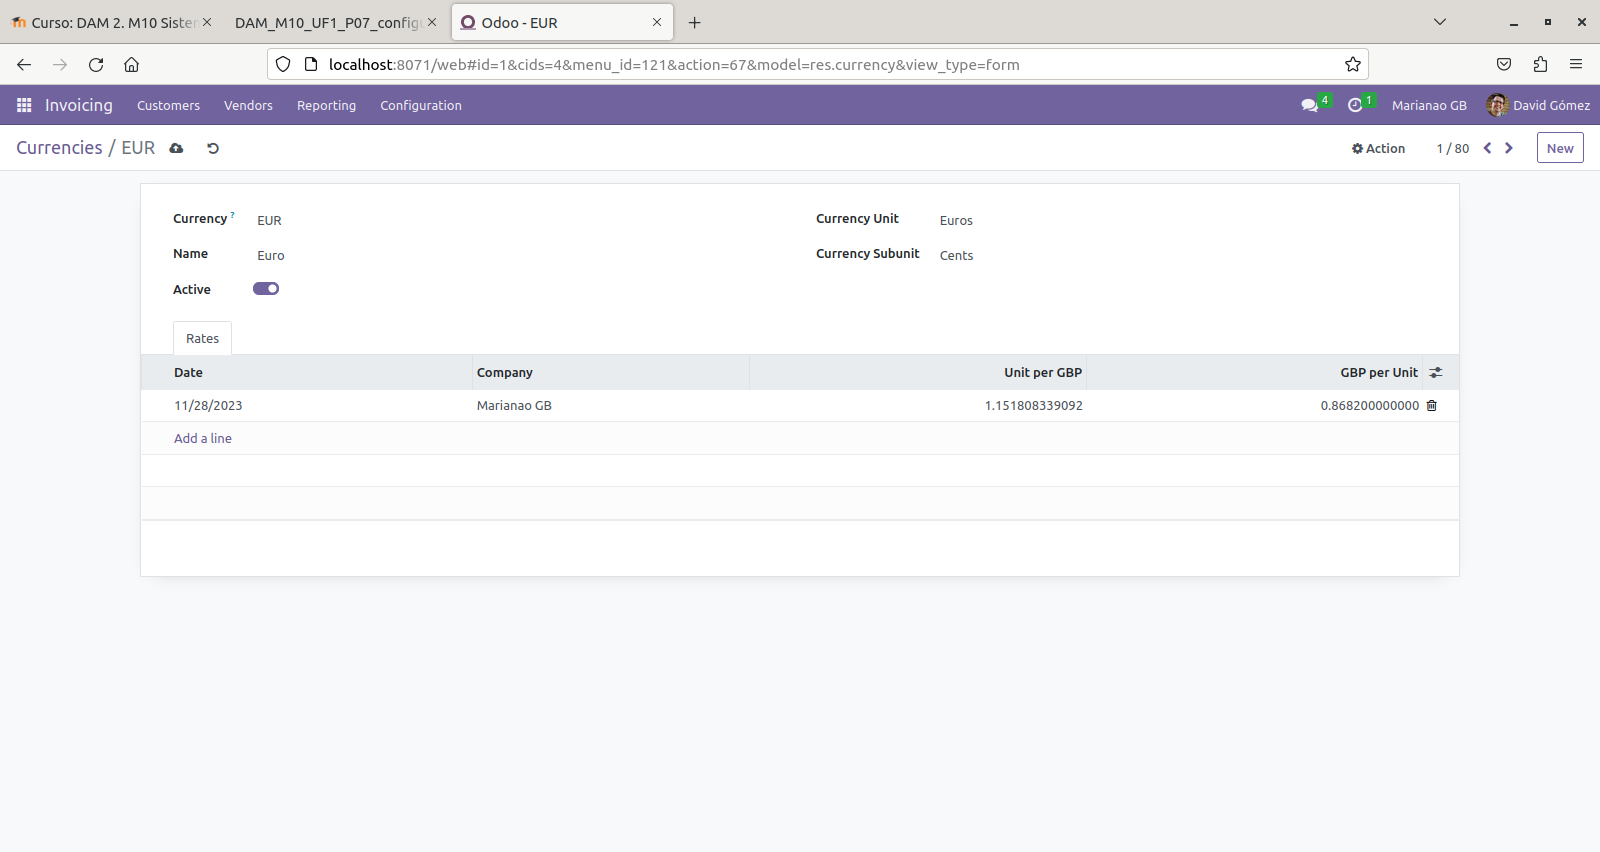 Curso: DAM 2. M10 Sister
DAM_M10_UF1_P07_config
Odoo - EUR
localhost:8071/web#id=1&cids=4&menu_id=121&action=67&model=res.currency&view_type=form
Invoicing Customers Vendors Reporting Configuration 4 1 Marianao GB David Gómez
Currencies / EUR Action 1 / 80 New
Currency ? EUR Currency Unit Euros
Name Euro Currency Subunit Cents
Active
Rates
Date Company Unit per GBP GBP per Unit
11/28/2023 Marianao GB 1.151808339092 0.868200000000
Add a line